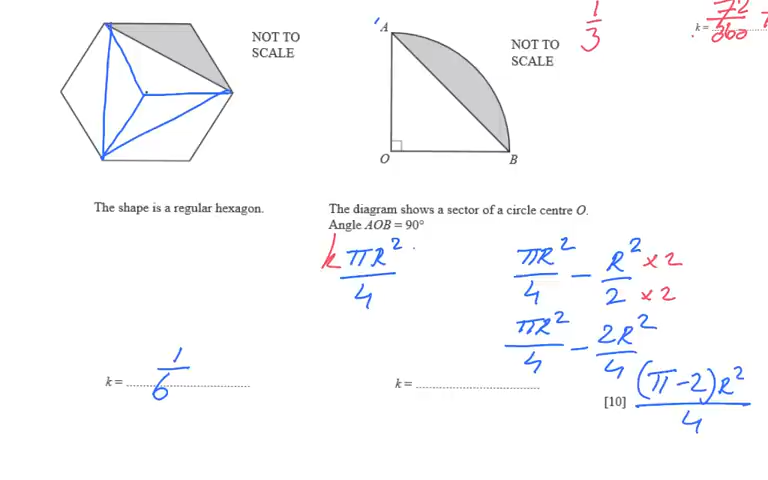 NOT TO
SCALE
A
NOT TO
SCALE
O
B
1/3
k = 72/360
The shape is a regular hexagon.
The diagram shows a sector of a circle centre O.
Angle AOB = 90°
k πR²/4
πR²/4 − R²/2 ×2 ×2
πR²/4 − 2R²/4
k = 1/6
k =
[10]
(π−2)R²/4